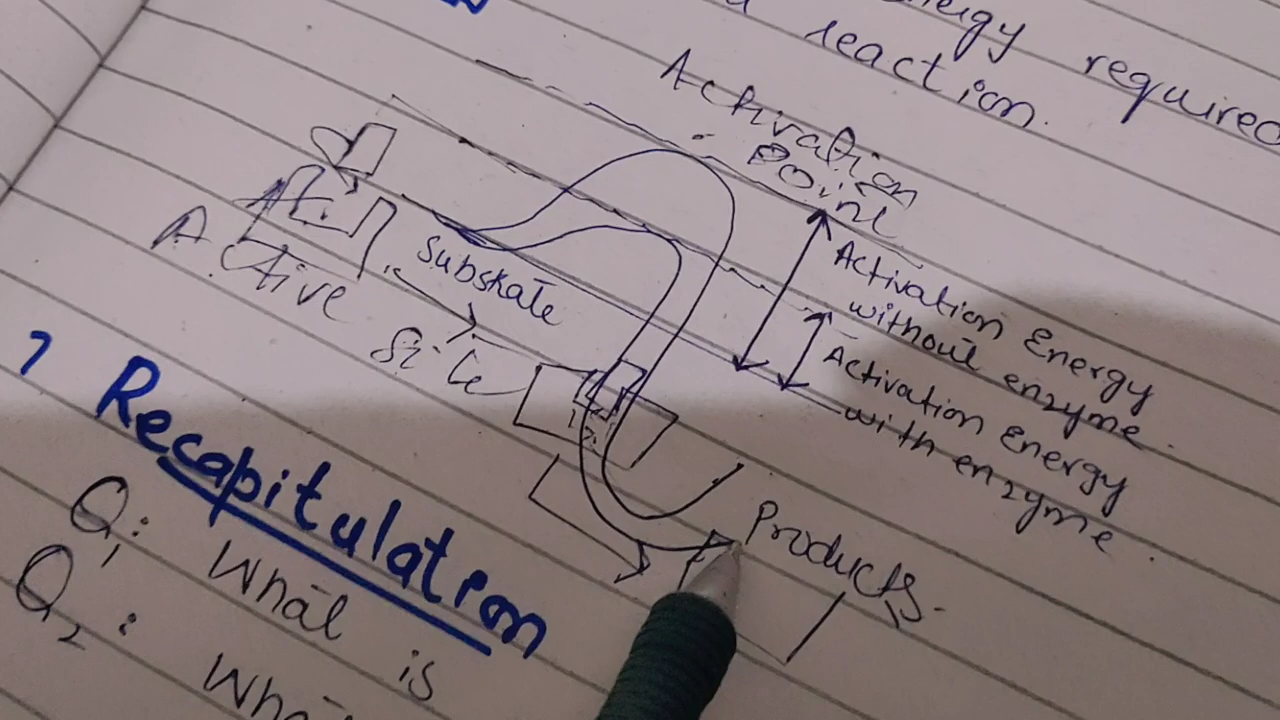 energy required
reaction.
Activation
Point
Activation Energy
without enzyme.
Activation Energy
with enzyme.
Substrate
Active Site
Products.
Recapitulation
Q1: What is
Q2: